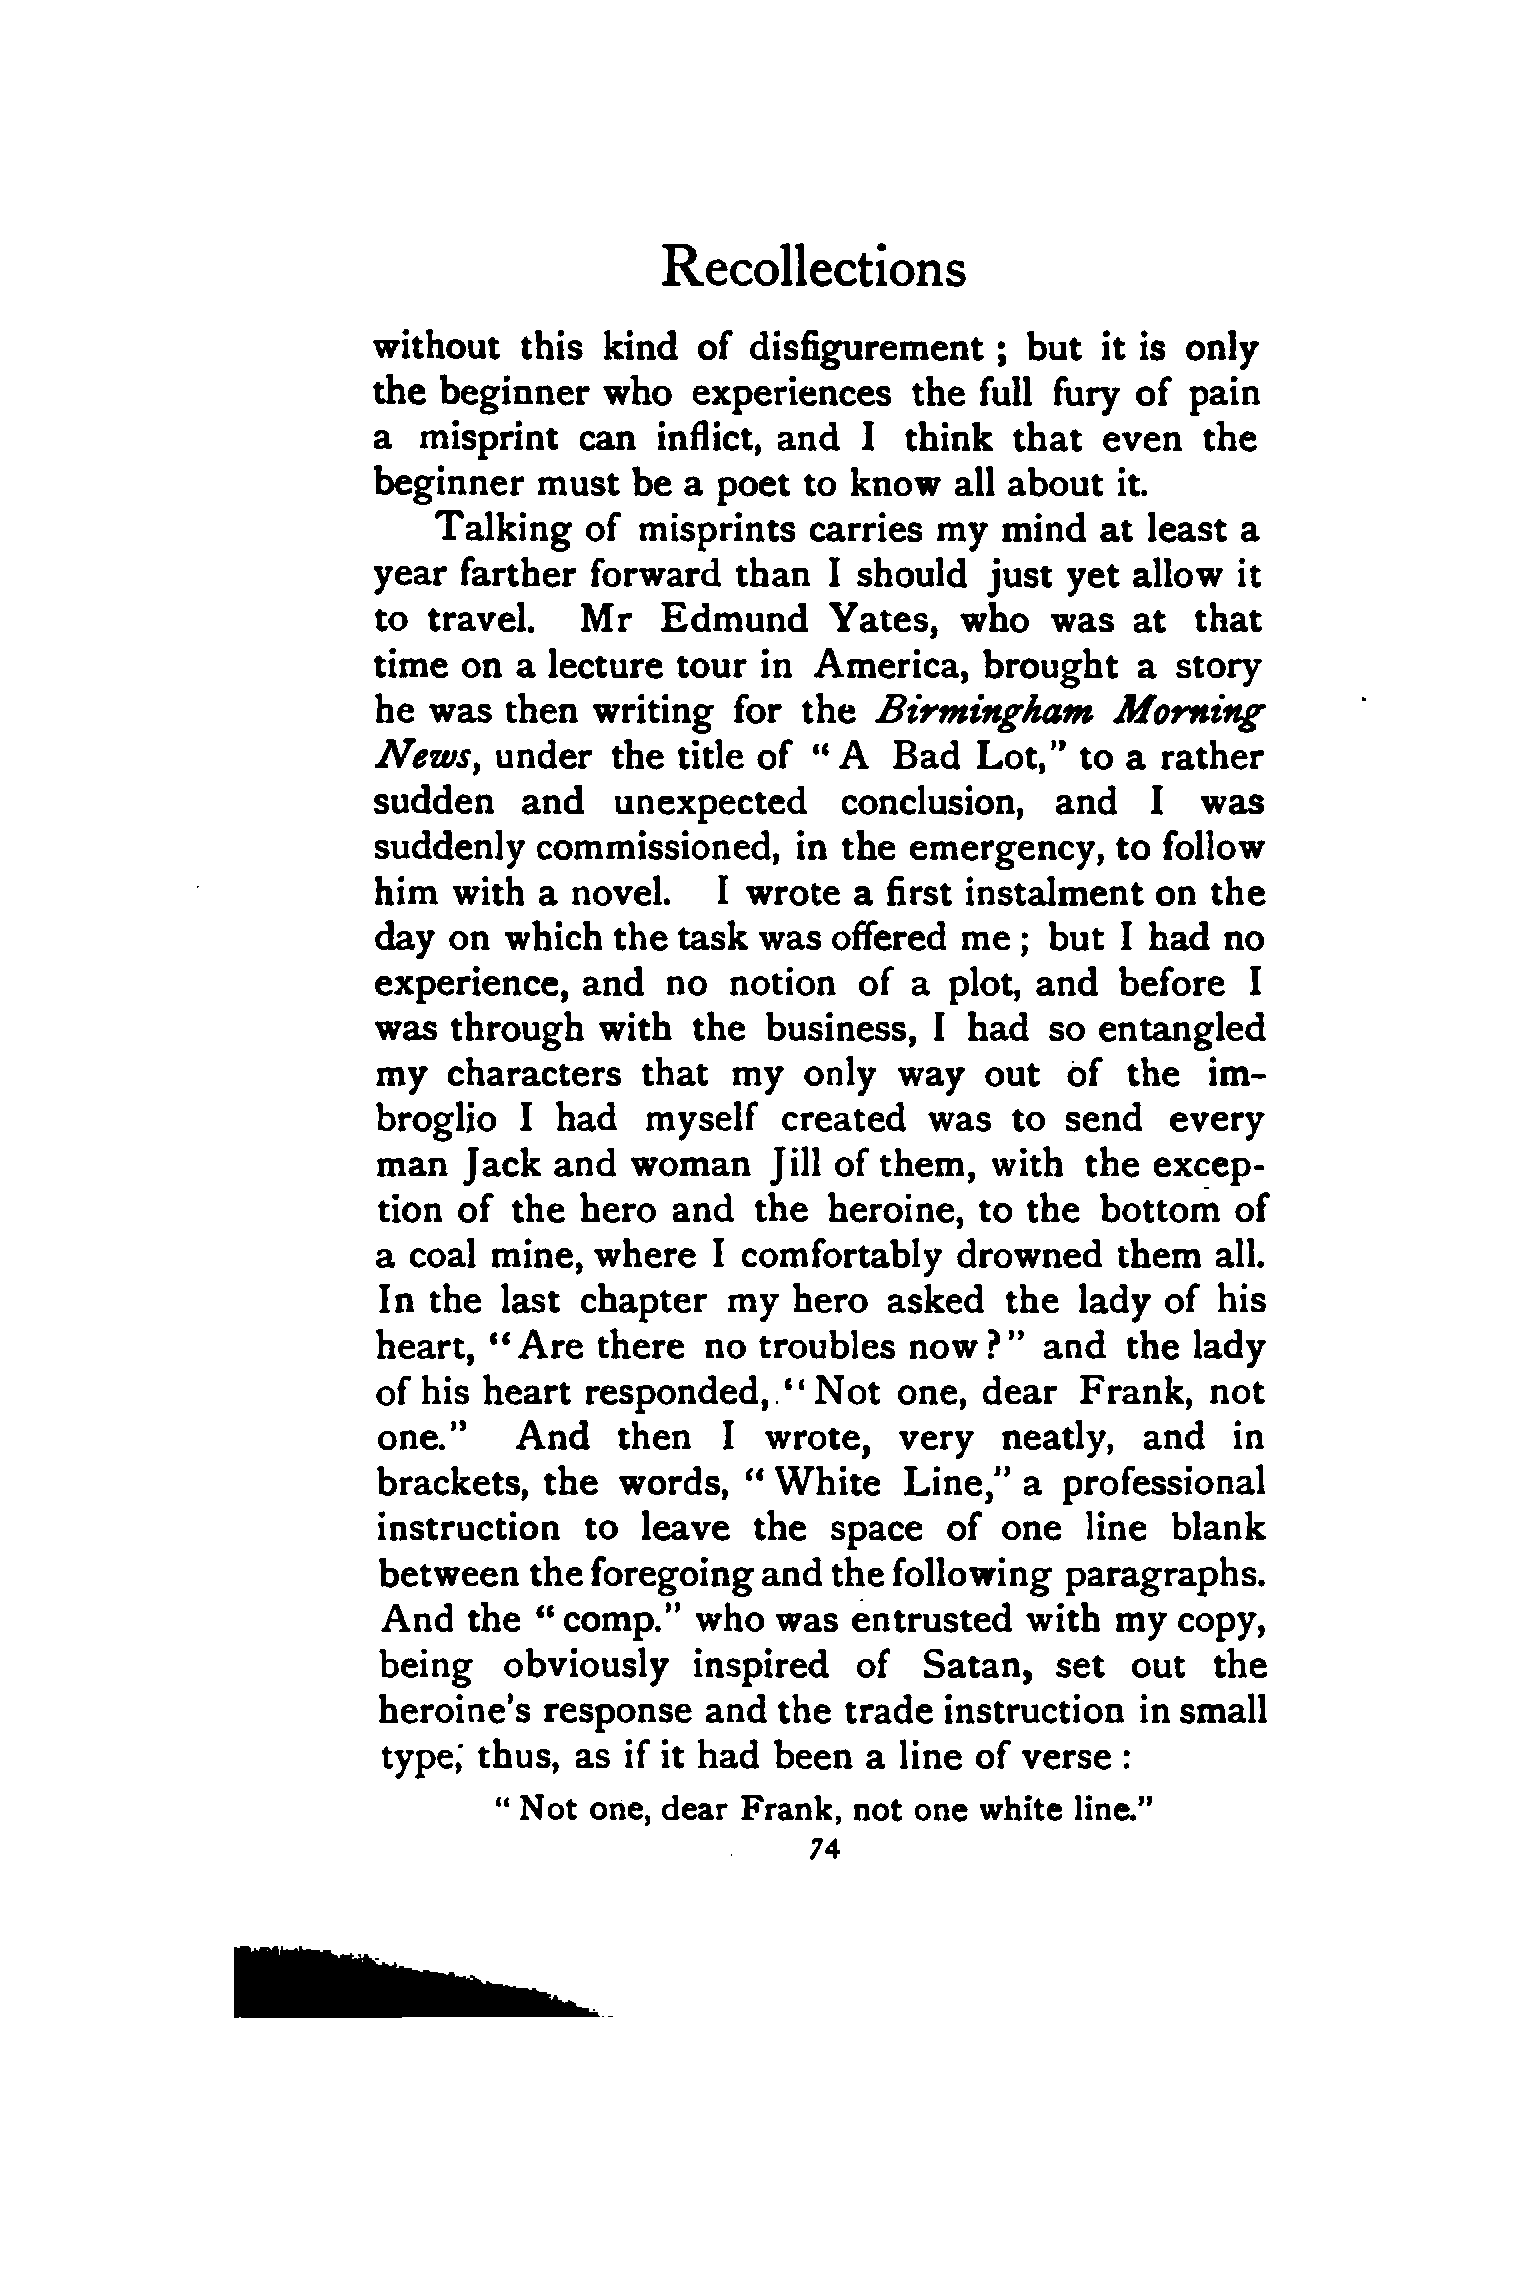 Recollections
without this kind of disfigurement ; but it is only
the beginner who experiences the full fury of pain
a misprint can inflict, and I think that even the
beginner must be a poet to know all about it.
Talking of misprints carries my mind at least a
year farther forward than I should just yet allow it
to travel. Mr Edmund Yates, who was at that
time on a lecture tour in America, brought a story
he was then writing for the Birmingham Morning
News, under the title of “ A Bad Lot,” to a rather
sudden and unexpected conclusion, and I was
suddenly commissioned, in the emergency, to follow
him with a novel. I wrote a first instalment on the
day on which the task was offered me ; but I had no
experience, and no notion of a plot, and before I
was through with the business, I had so entangled
my characters that my only way out of the im-
broglio I had myself created was to send every
man Jack and woman Jill of them, with the excep-
tion of the hero and the heroine, to the bottom of
a coal mine, where I comfortably drowned them all.
In the last chapter my hero asked the lady of his
heart, “ Are there no troubles now ? ” and the lady
of his heart responded, “ Not one, dear Frank, not
one.” And then I wrote, very neatly, and in
brackets, the words, “ White Line,” a professional
instruction to leave the space of one line blank
between the foregoing and the following paragraphs.
And the “ comp.” who was entrusted with my copy,
being obviously inspired of Satan, set out the
heroine's response and the trade instruction in small
type, thus, as if it had been a line of verse :
“ Not one, dear Frank, not one white line.”
74